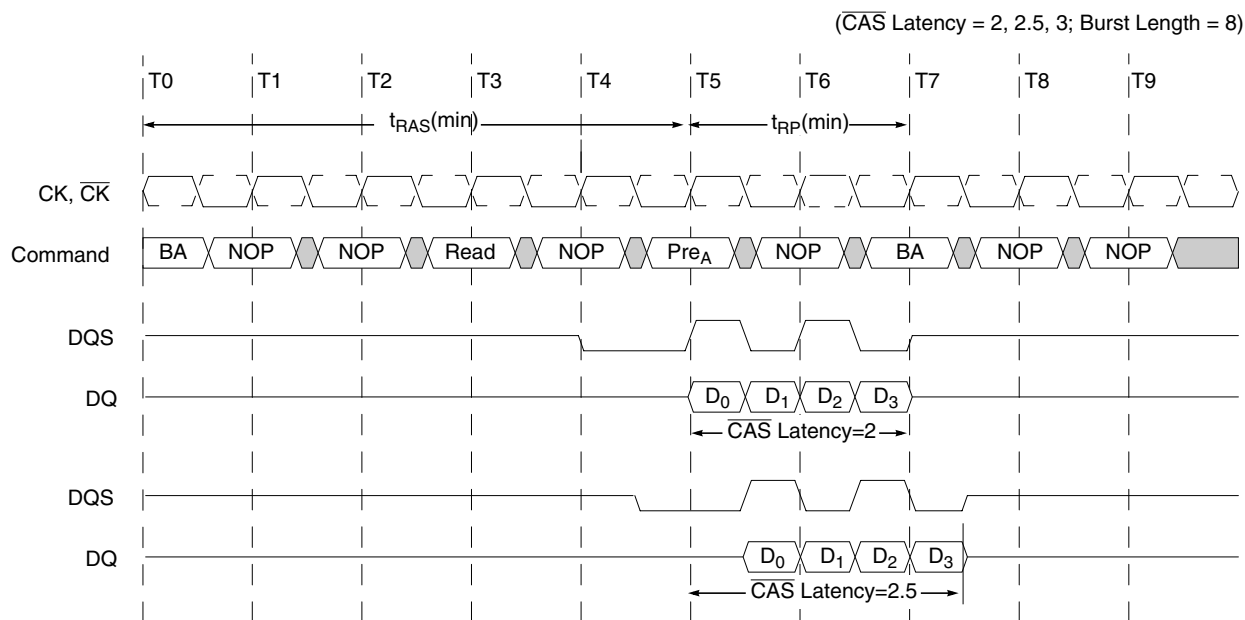 (CAS Latency = 2, 2.5, 3; Burst Length = 8)
T0 T1 T2 T3 T4 T5 T6 T7 T8 T9
tRAS(min) tRP(min)
CK, CK
Command BA NOP NOP Read NOP PreA NOP BA NOP NOP
DQS
DQ D0 D1 D2 D3
CAS Latency=2
DQS
DQ D0 D1 D2 D3
CAS Latency=2.5